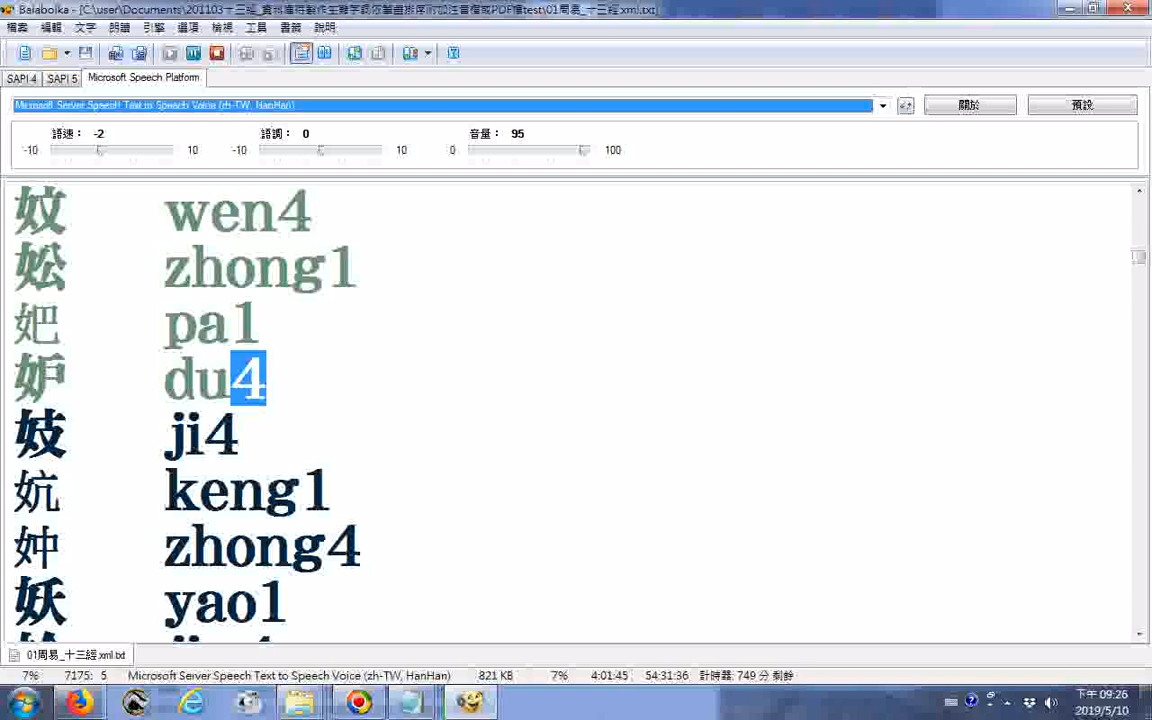 Balabolka - [C:\user\Documents\201103十三經_
test\01周易_十三經.xml.txt]
檔案 編輯 文字 朗讀 引擎 選項 檢視 工具 書籤 說明
SAPI 4 SAPI 5 Microsoft Speech Platform
Microsoft Server Speech Text to Speech Voice (zh-TW, HanHan) 關於 預設
語速： -2 語調： 0 音量： 95
-10 10 -10 10 0 100
妏 wen4
妐 zhong1
妑 pa1
妒 du4
妓 ji4
妔 keng1
妕 zhong4
妖 yao1
01周易_十三經.xml.txt
7% 7175: 5 Microsoft Server Speech Text to Speech Voice (zh-TW, HanHan) 821 KB 7% 4:01:45 54:31:36 計時器: 749 分 剩餘
下午 09:26
2019/5/10